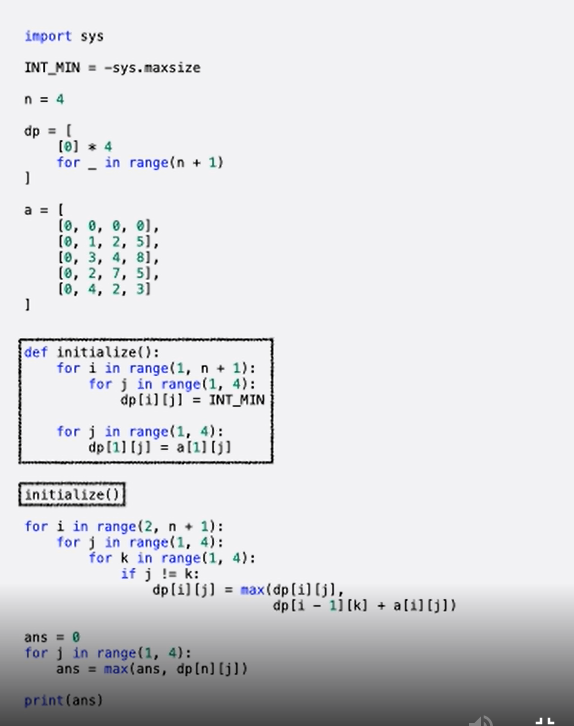 import sys
INT_MIN = -sys.maxsize
n = 4
dp = [
    [0] * 4
    for _ in range(n + 1)
]
a = [
    [0, 0, 0, 0],
    [0, 1, 2, 5],
    [0, 3, 4, 8],
    [0, 2, 7, 5],
    [0, 4, 2, 3]
]
def initialize():
    for i in range(1, n + 1):
        for j in range(1, 4):
            dp[i][j] = INT_MIN
    for j in range(1, 4):
        dp[1][j] = a[1][j]
initialize()
for i in range(2, n + 1):
    for j in range(1, 4):
        for k in range(1, 4):
            if j != k:
                dp[i][j] = max(dp[i][j],
                               dp[i - 1][k] + a[i][j])
ans = 0
for j in range(1, 4):
    ans = max(ans, dp[n][j])
print(ans)